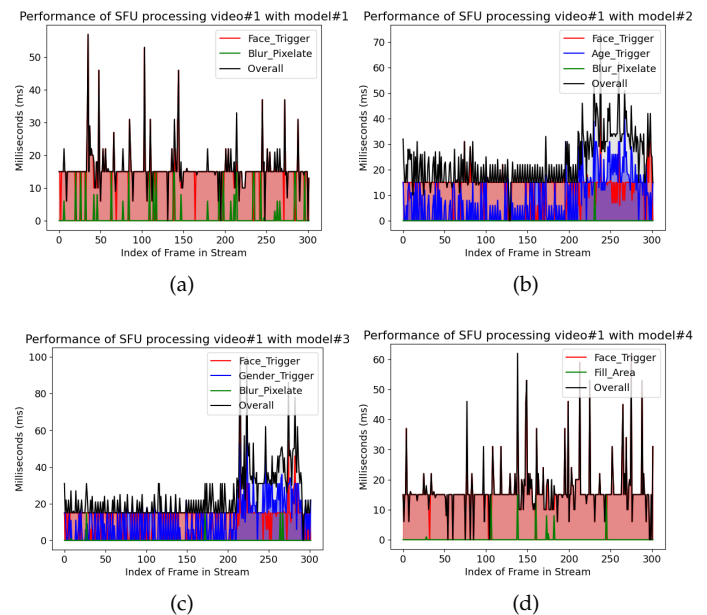 Performance of SFU processing video#1 with model#1
Milliseconds (ms)
50
40
30
20
10
0
Face_Trigger
Blur_Pixelate
Overall
0 50 100 150 200 250 300
Index of Frame in Stream
(a)
Performance of SFU processing video#1 with model#2
Milliseconds (ms)
70
60
50
40
30
20
10
0
Face_Trigger
Age_Trigger
Blur_Pixelate
Overall
0 50 100 150 200 250 300
Index of Frame in Stream
(b)
Performance of SFU processing video#1 with model#3
Milliseconds (ms)
100
80
60
40
20
0
Face_Trigger
Gender_Trigger
Blur_Pixelate
Overall
0 50 100 150 200 250 300
Index of Frame in Stream
(c)
Performance of SFU processing video#1 with model#4
Milliseconds (ms)
60
50
40
30
20
10
0
Face_Trigger
Fill_Area
Overall
0 50 100 150 200 250 300
Index of Frame in Stream
(d)